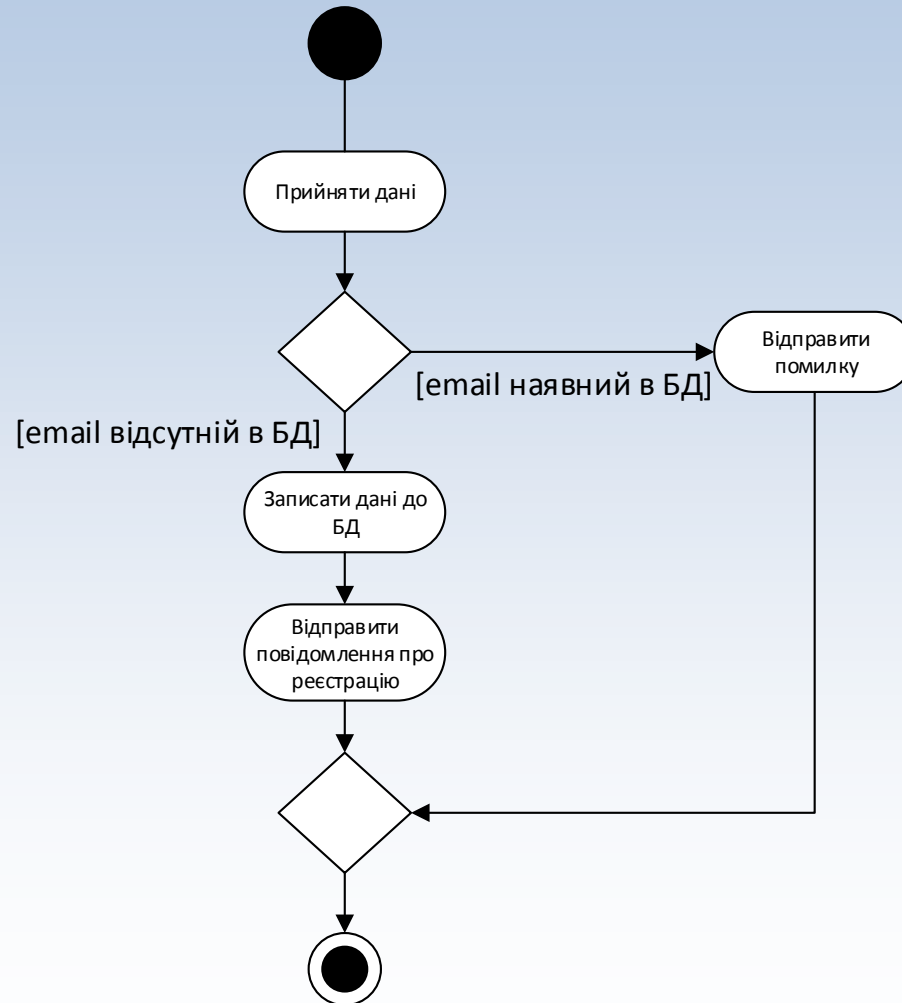 Прийняти дані
Відправити
помилку
[email наявний в БД]
[email відсутній в БД]
Записати дані до
БД
Відправити
повідомлення про
реєстрацію